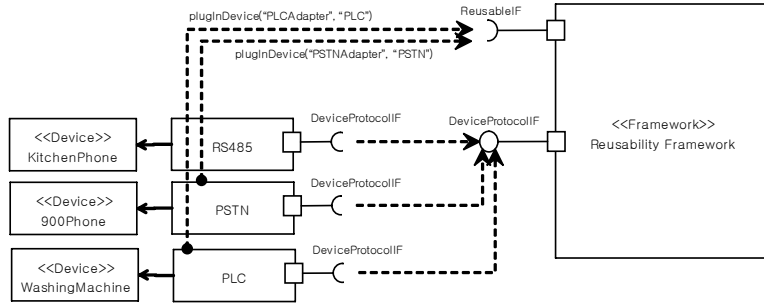 plugInDevice("PLCAdapter", "PLC")
ReusableIF
plugInDevice("PSTNAdapter", "PSTN")
DeviceProtocolIF
DeviceProtocolIF
<<Device>>
KitchenPhone
RS485
<<Framework>>
Reusability Framework
DeviceProtocolIF
<<Device>>
900Phone
PSTN
DeviceProtocolIF
<<Device>>
WashingMachine
PLC